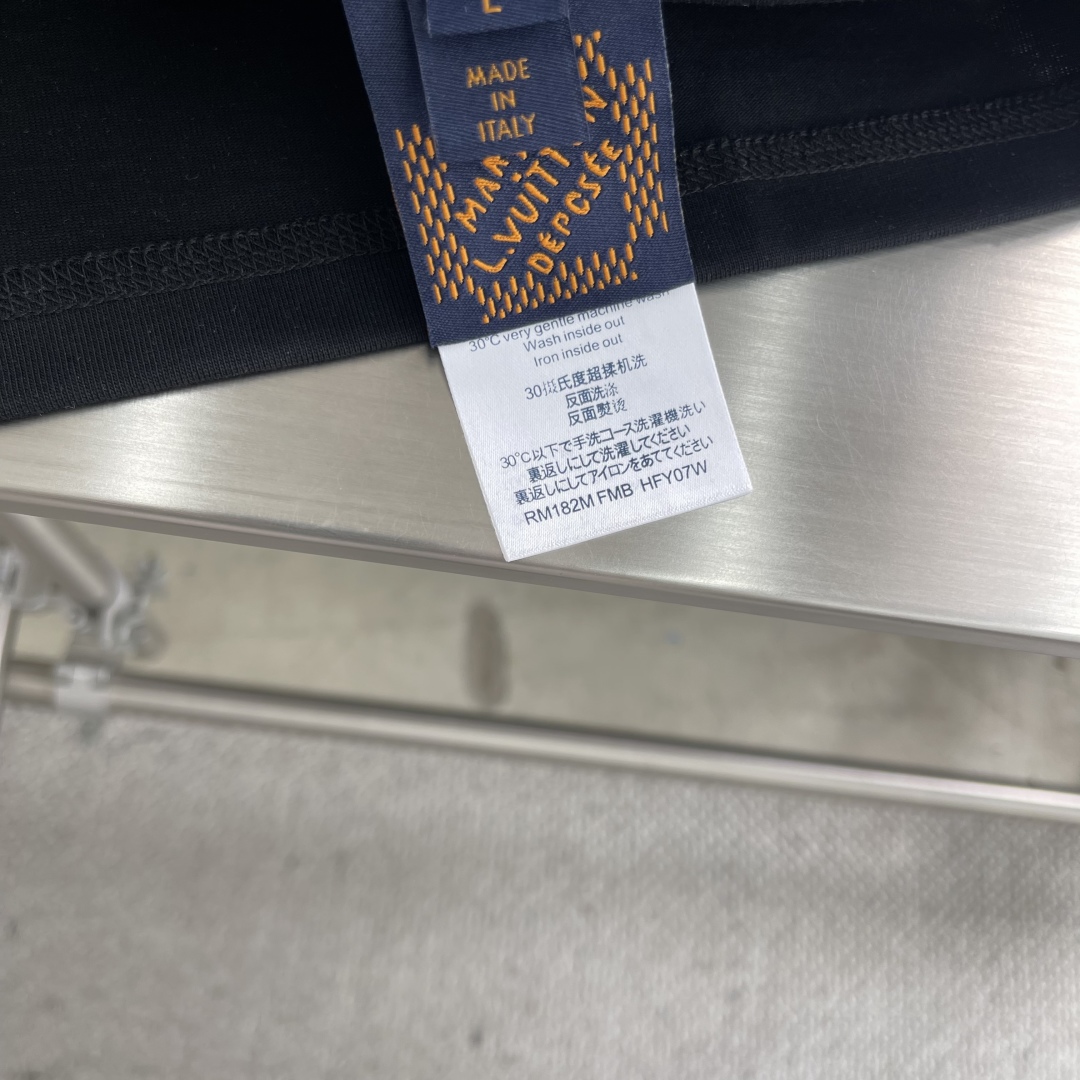 L
MADE
IN
ITALY
L.VUITT
DÉPOSÉE
30°C very gentle machine wash
Wash inside out
Iron inside out
30摄氏度超揉机洗
反面洗涤
反面熨烫
30°C以下で手洗コース洗濯機洗い
裏返しにして洗濯してください
裏返しにしてアイロンをあててください
RM182M FMB HFY07W